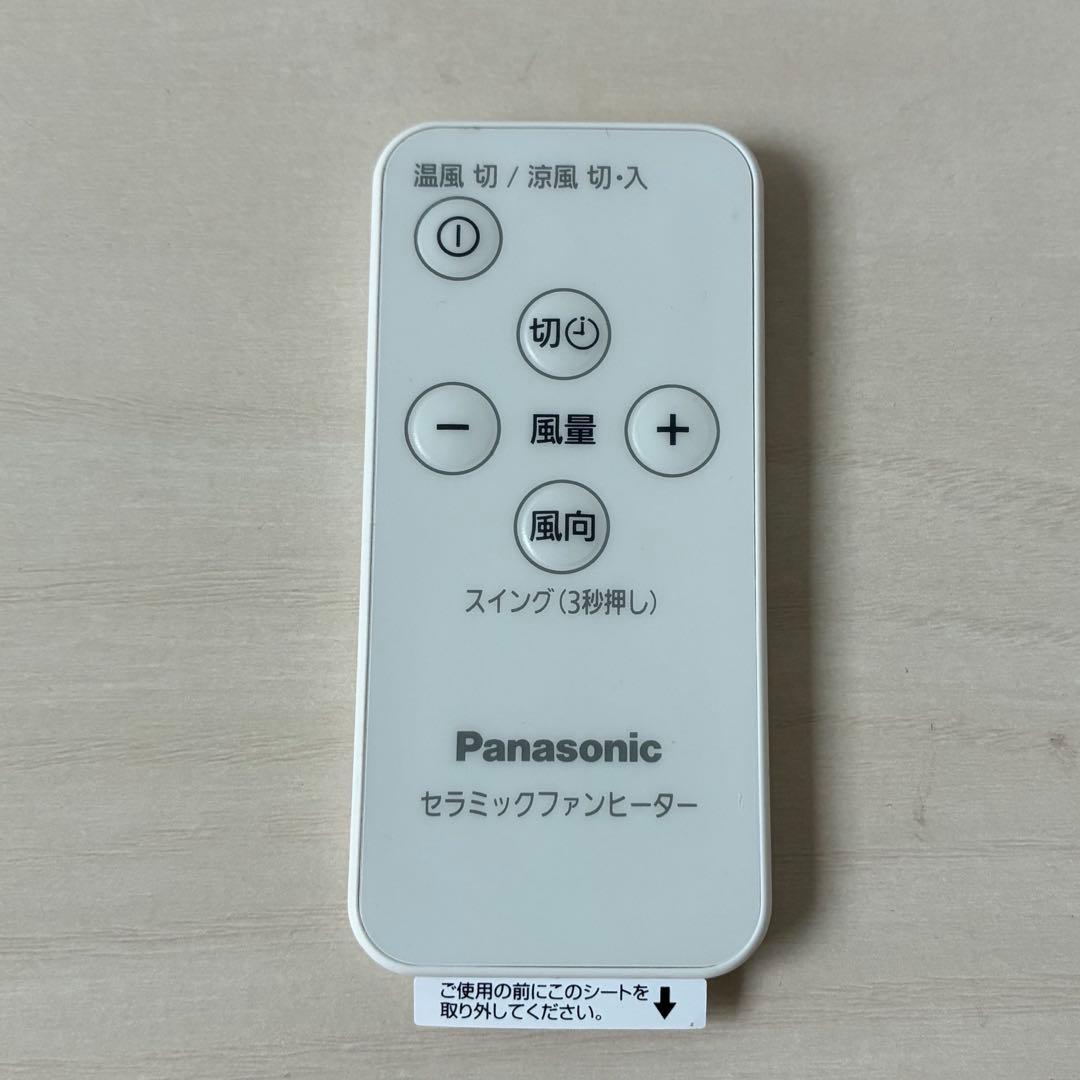 温風 切 / 涼風 切・入
切
− 風量 +
風向
スイング(3秒押し)
Panasonic
セラミックファンヒーター
ご使用の前にこのシートを
取り外してください。